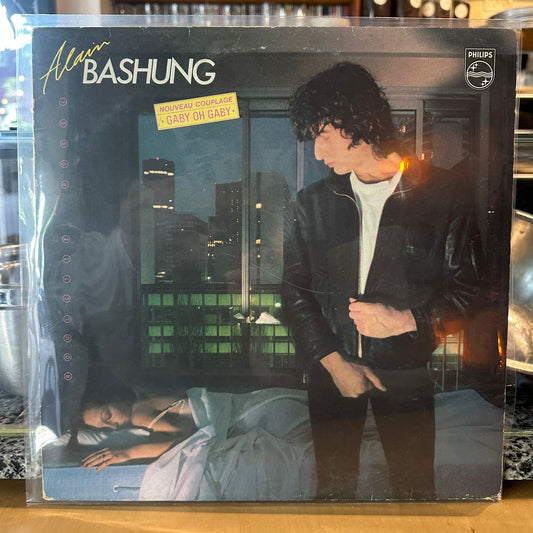 Alain
BASHUNG
PHILIPS
NOUVEAU COUPLAGE
• GABY OH GABY •